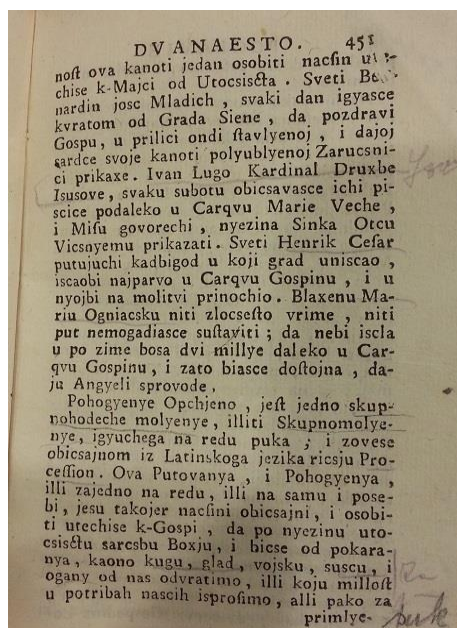 DVANAESTO. 451
noſt ova kanoti jedan osobiti nacſin
chise k-Majci od Utocsiscta. Sveti
nardin josc Mladich, svaki dan igyasce
kvratom od Grada Siene, da pozdravi
Gospu, u prilici ondi ſtavlyenoj, i dajoj
sardce svoje kanoti polyublyenoj Zarucsni-
ci prikaxe. Ivan Lugo Kardinal Druxbe
Isusove, svaku subotu obicsavasce ichi pi-
scice podaleko u Carqvu Marie Veche,
i Miſu govorechi, nyezina Sinka Otcu
Vicsnyemu prikazati. Sveti Henrik Ceſar
putujuchi kadbigod u koji grad uniscao,
iscaobi najparvo u Carqvu Gospinu, i u
nyojbi na molitvi prinochio. Blaxenu Ma-
riu Ogniacsku niti zlocseſto vrime, niti
put nemogadiasce suſtaviti; da nebi iscla
u po zime bosa dvi millye daleko u Car-
qvu Gospinu, i zato biasce doſtojna, da-
ju Angyeli sprovode,
Pohogyenye Opchjeno, jeſt jedno skup-
nohodeche molyenye, illiti Skupnomolye-
nye, igyuchega na redu puka; i zovese
obicsajnom iz Latinskoga jezika ricsju Pro-
ceſſion. Ova Putovanya, i Pohogyenya,
illi zajedno na redu, illi na samu i pose-
bi, jesu takojer nacſini obicsajni, i osobi-
ti utechise k-Gospi, da po nyezinu uto-
csisctu sarcsbu Boxju, i bicse od pokara-
nya, kaono kugu, glad, vojsku, suscu, i
ogany od nas odvratimo, illi koju milloſt
u potribah nascih isproſimo, alli pako za
primlye-